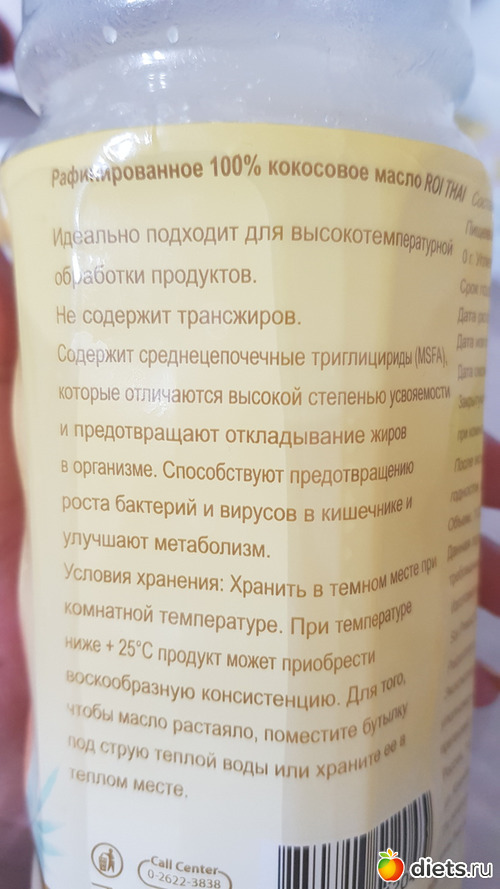 Рафинированное 100% кокосовое масло ROI THAI
Идеально подходит для высокотемпературной
обработки продуктов.
Не содержит трансжиров.
Содержит среднецепочечные триглицириды (MSFA),
которые отличаются высокой степенью усвояемости
и предотвращают откладывание жиров
в организме. Способствуют предотвращению
роста бактерий и вирусов в кишечнике и
улучшают метаболизм.
Условия хранения: Хранить в темном месте при
комнатной температуре. При температуре
ниже + 25°C продукт может приобрести
воскообразную консистенцию. Для того,
чтобы масло растаяло, поместите бутылку
под струю теплой воды или храните ее в
теплом месте.
Call Center
0-2622-3838
Дата
Дата
Дата
После
diets.ru